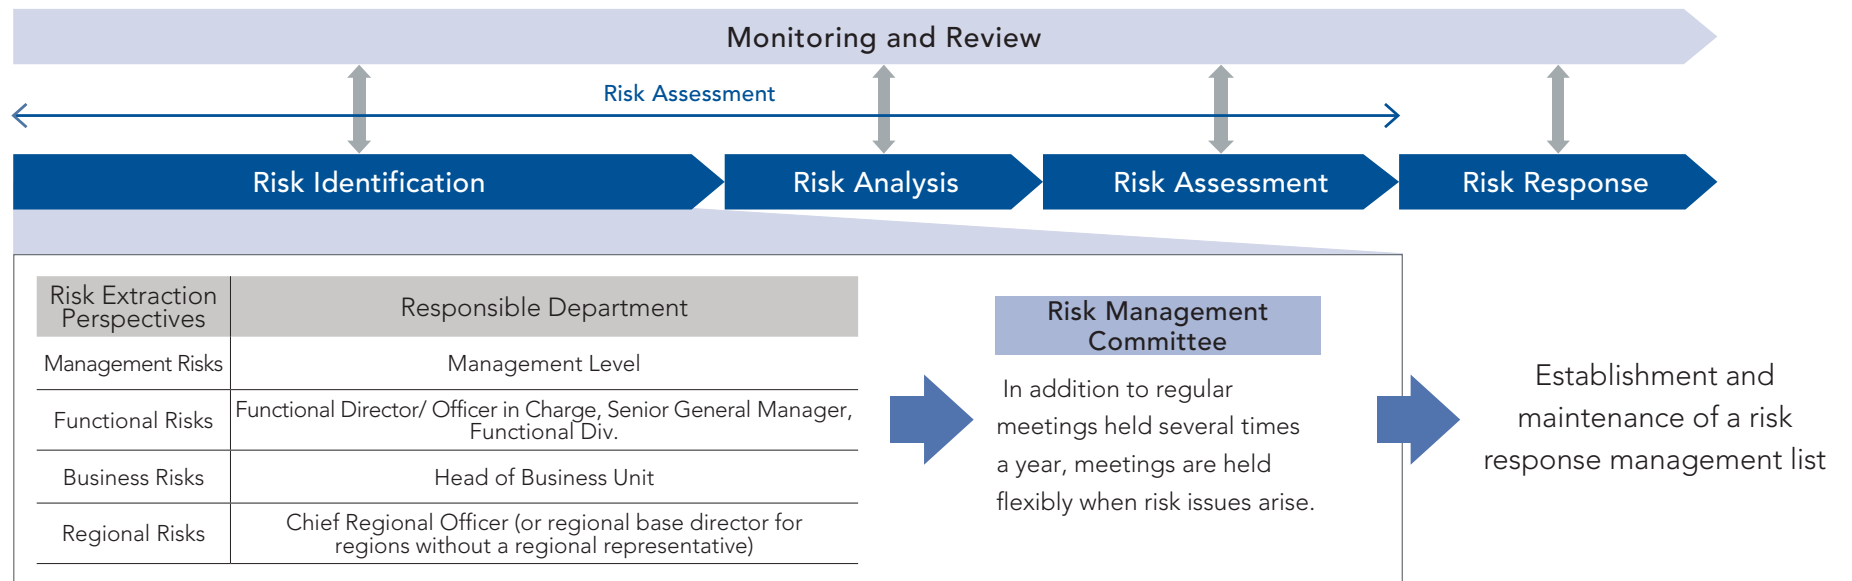 Monitoring and Review
Risk Assessment
Risk Identification
Risk Analysis
Risk Assessment
Risk Response
Risk Extraction
Perspectives
Responsible Department
Management Risks
Management Level
Functional Risks
Functional Director/ Officer in Charge, Senior General Manager,
Functional Div.
Business Risks
Head of Business Unit
Regional Risks
Chief Regional Officer (or regional base director for
regions without a regional representative)
Risk Management
Committee
In addition to regular
meetings held several times
a year, meetings are held
flexibly when risk issues arise.
Establishment and
maintenance of a risk
response management list